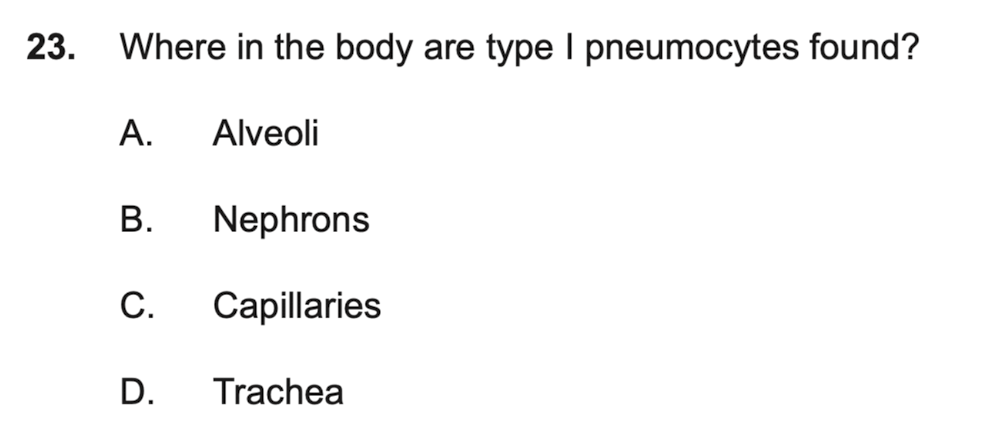 23. Where in the body are type I pneumocytes found?
A. Alveoli
B. Nephrons
C. Capillaries
D. Trachea